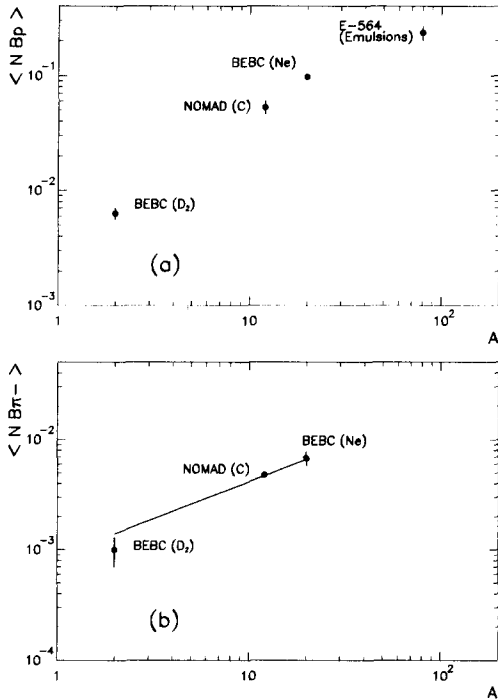 < N Bp >
E-564
(Emulsions)
10⁻¹
BEBC (Ne)
NOMAD (C)
10⁻²
BEBC (D₂)
(a)
10⁻³
1
10
10²
A
< N Bπ− >
10⁻²
BEBC (Ne)
NOMAD (C)
10⁻³
BEBC (D₂)
(b)
10⁻⁴
1
10
10²
A